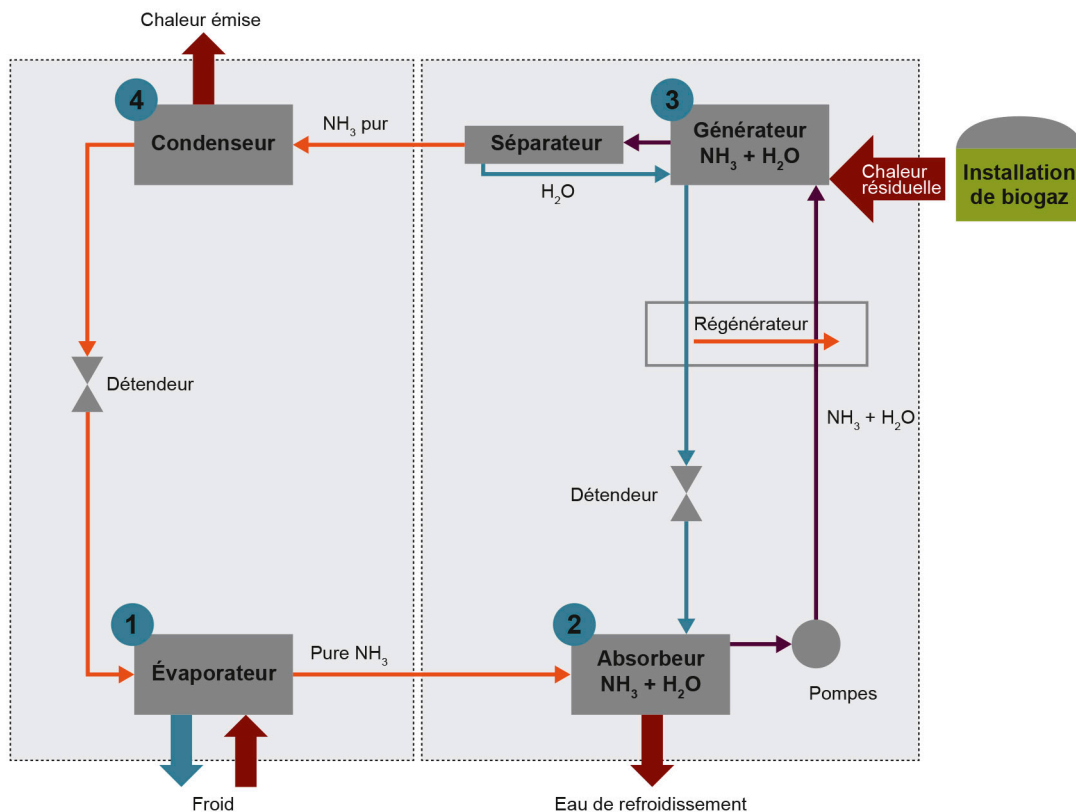 Chaleur émise
4
Condenseur
NH₃ pur
Séparateur
H₂O
3
Générateur
NH₃ + H₂O
Chaleur
résiduelle
Installation
de biogaz
Régénérateur
Détendeur
NH₃ + H₂O
Détendeur
1
Évaporateur
Pure NH₃
2
Absorbeur
NH₃ + H₂O
Pompes
Froid
Eau de refroidissement